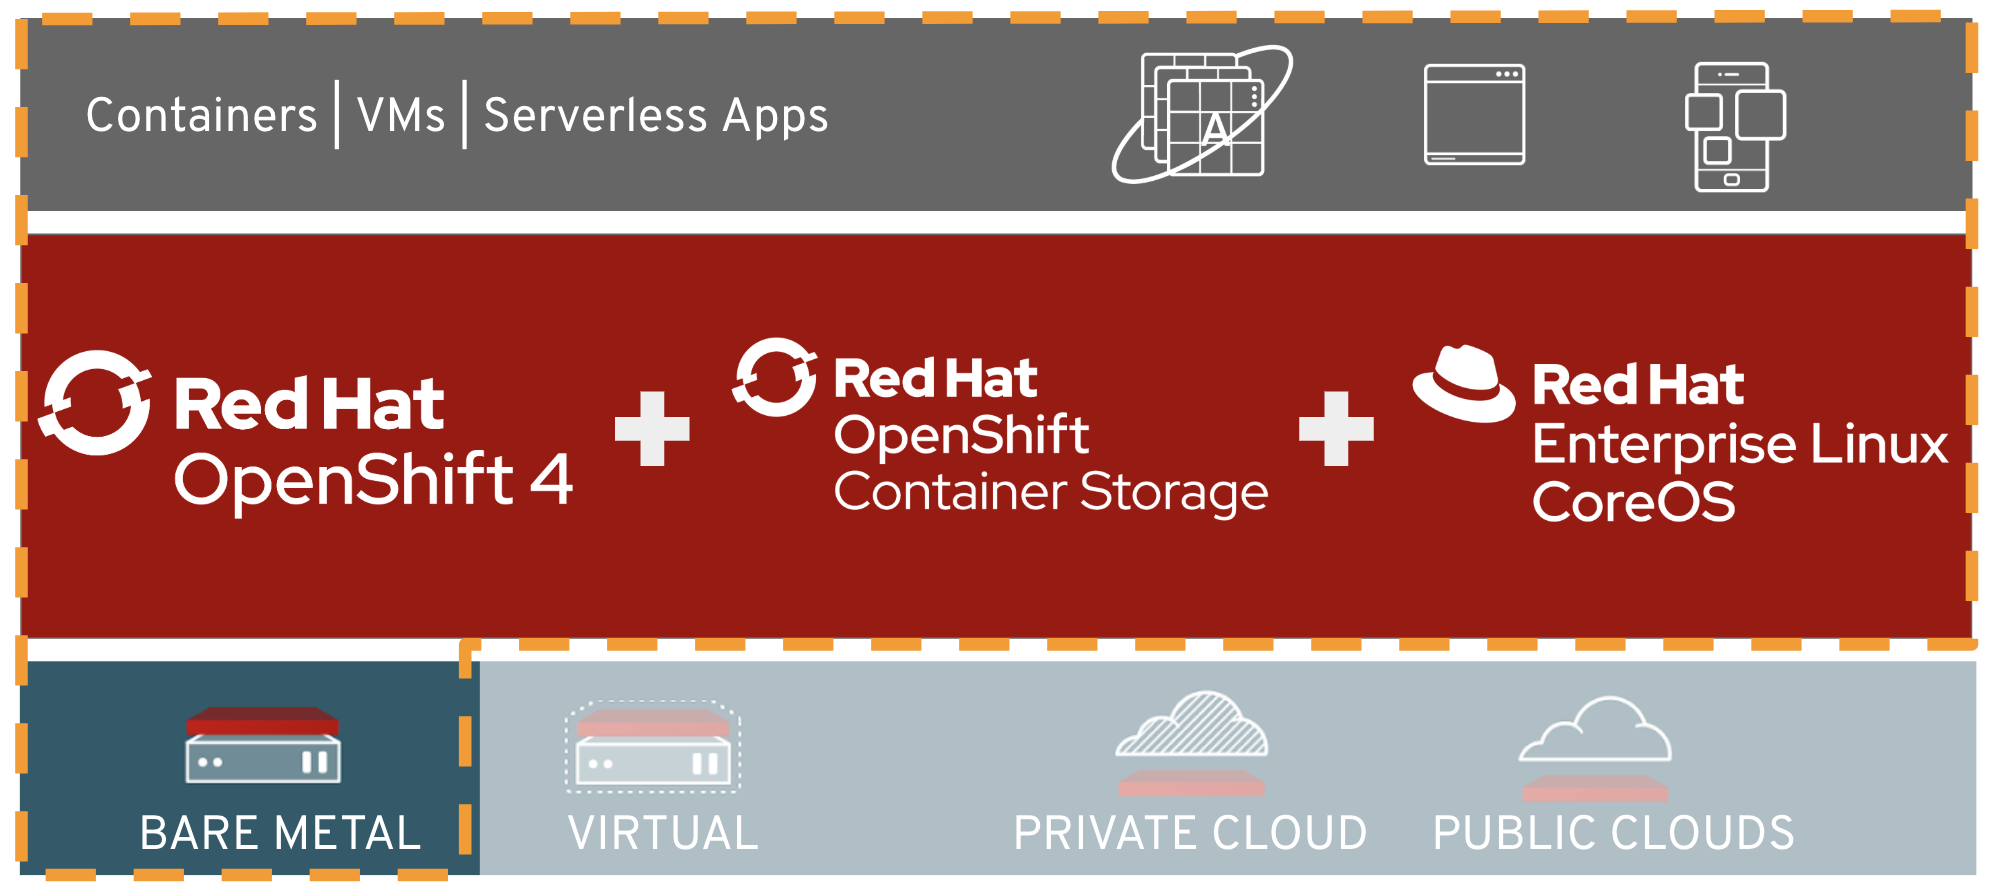 Containers | VMs | Serverless Apps
A
Red Hat
OpenShift 4
Red Hat
OpenShift
Container Storage
Red Hat
Enterprise Linux
CoreOS
BARE METAL
VIRTUAL
PRIVATE CLOUD
PUBLIC CLOUDS